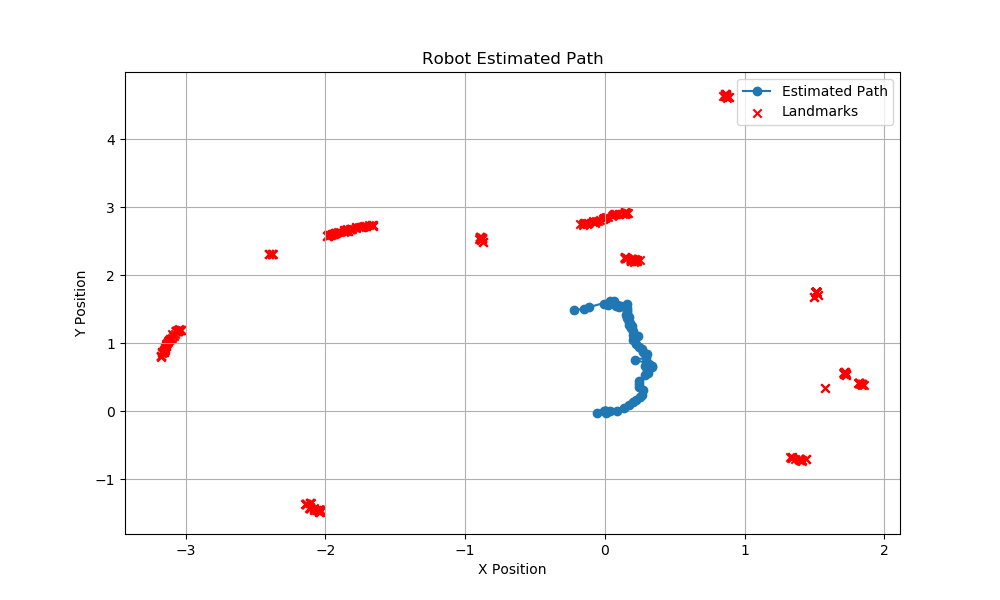 Robot Estimated Path
Estimated Path
Landmarks
4
3
2
1
0
−1
Y Position
−3
−2
−1
0
1
2
X Position